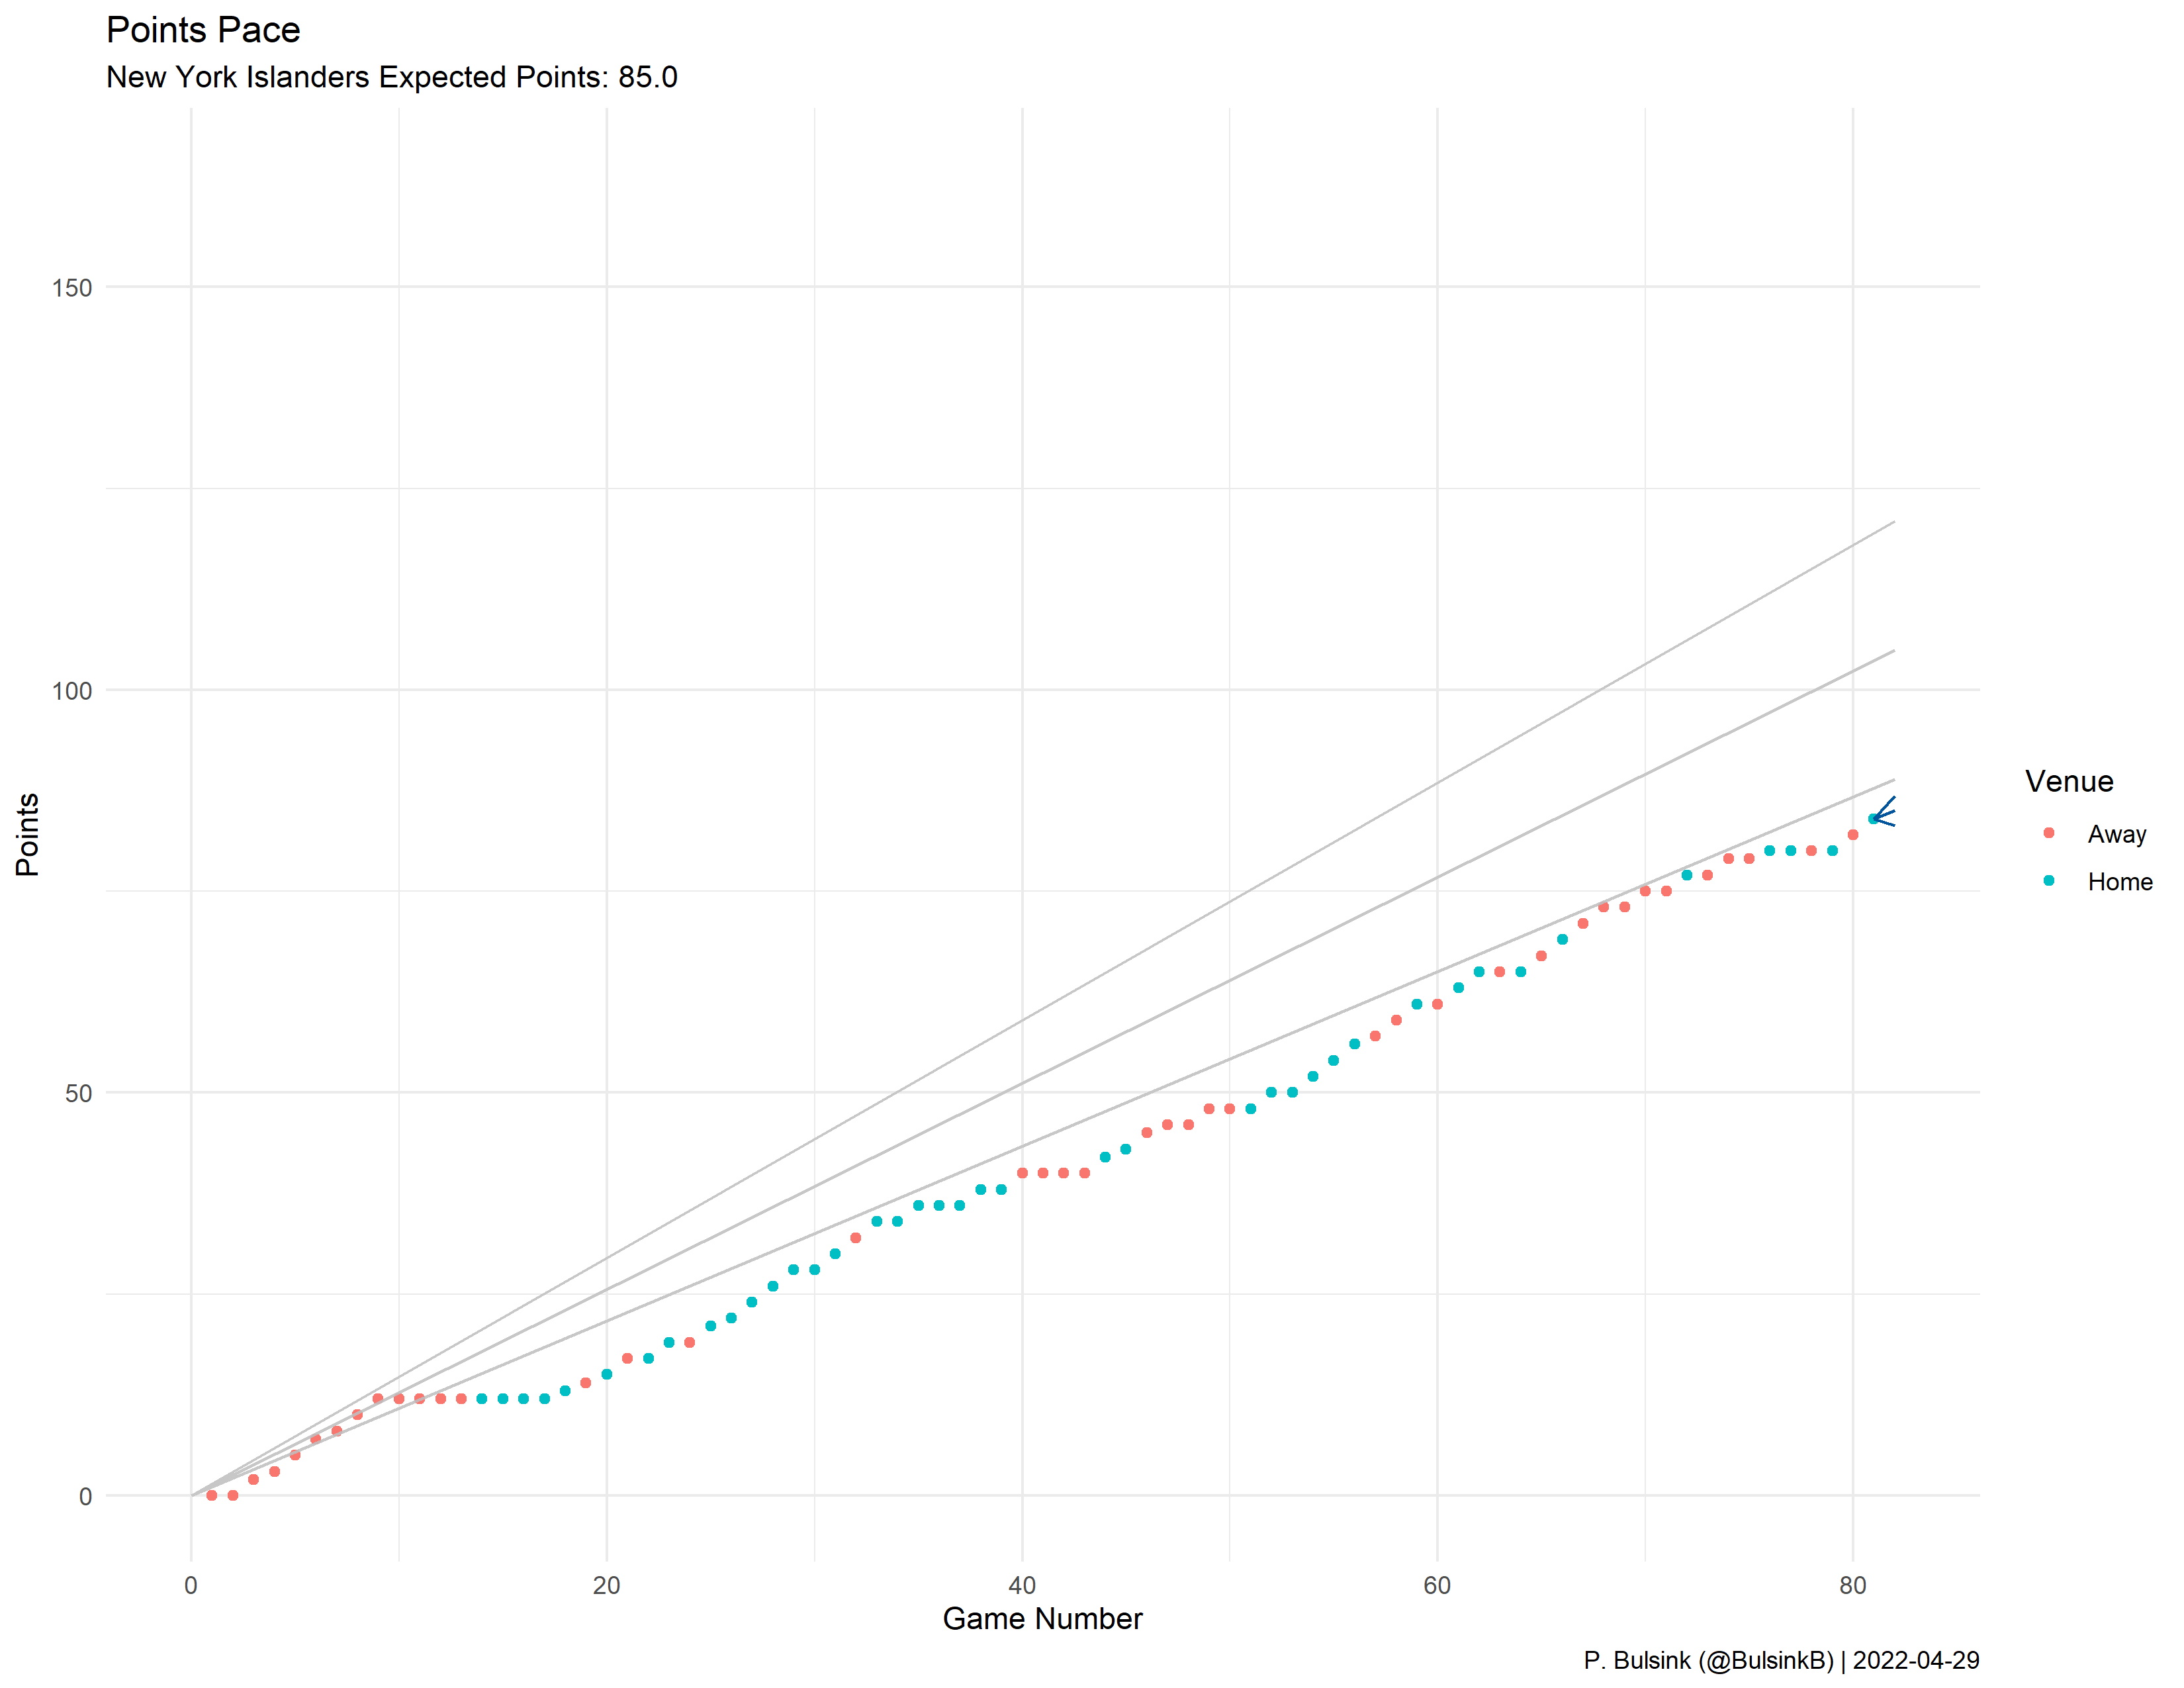 Points Pace
New York Islanders Expected Points: 85.0
150
100
50
0
Points
0 20 40 60 80
Game Number
Venue
Away
Home
P. Bulsink (@BulsinkB) | 2022-04-29